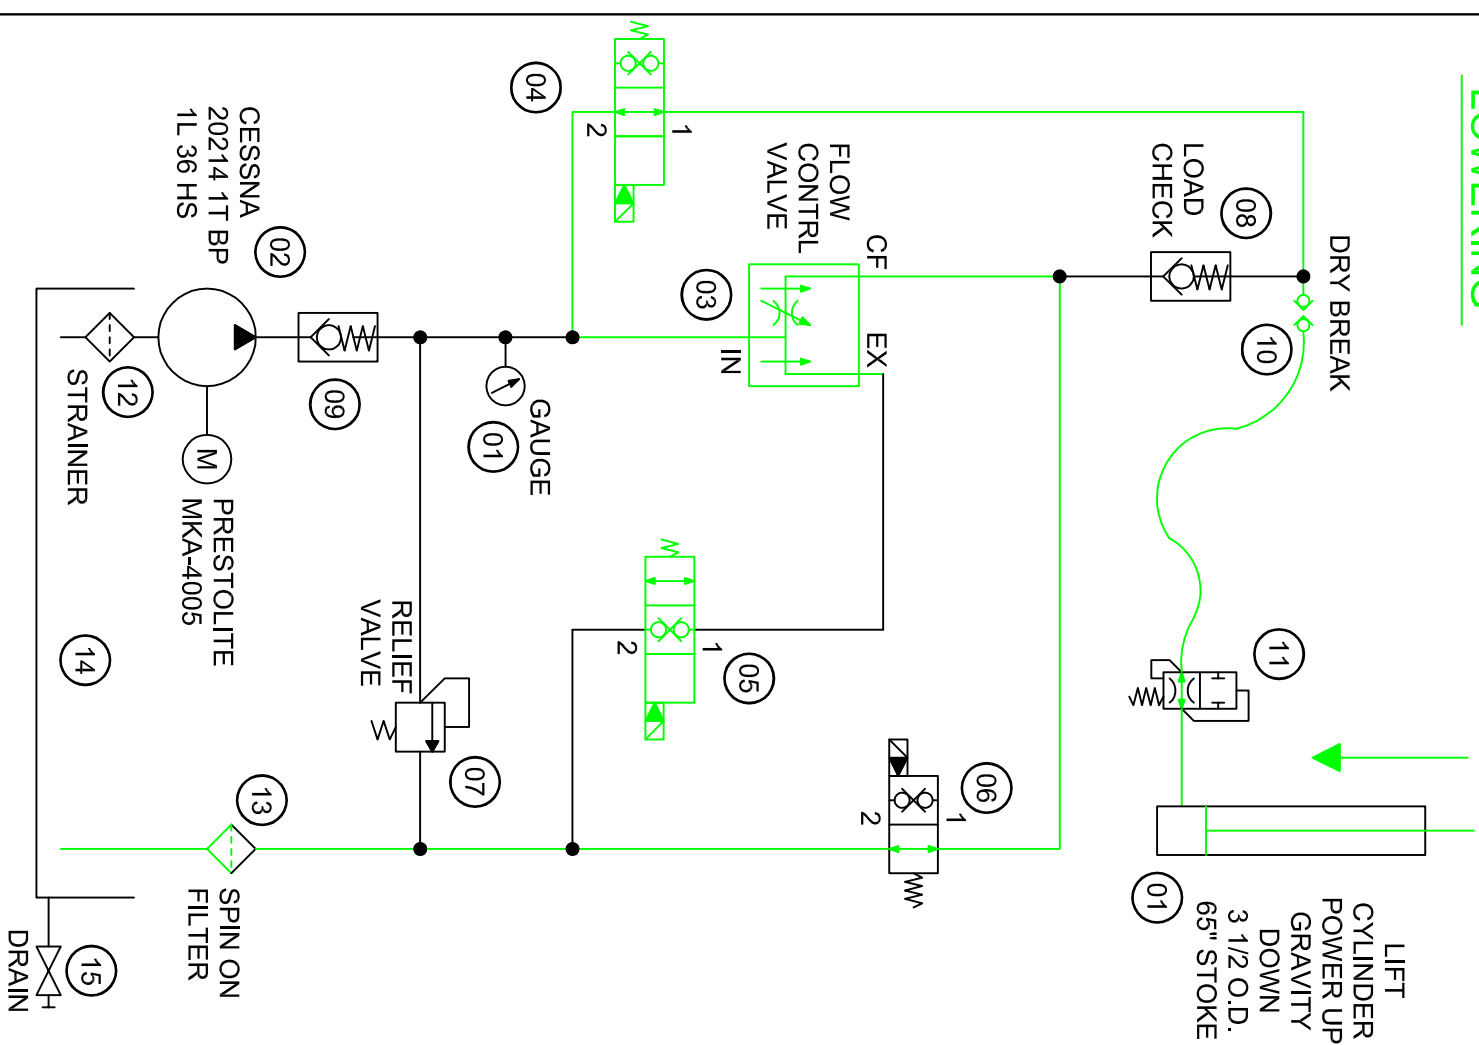 LOWERING
04
2
1
CESSNA
20214 1T BP
1L 36 HS
02
FLOW
CONTRL
VALVE
CF
EX
IN
03
LOAD
CHECK
08
DRY BREAK
10
12
STRAINER
09
01
GAUGE
M
PRESTOLITE
MKA-4005
14
RELIEF
VALVE
07
2
1
05
06
2
1
11
13
SPIN ON
FILTER
15
DRAIN
01
LIFT
CYLINDER
POWER UP
GRAVITY
DOWN
3 1/2 O.D.
65" STOKE